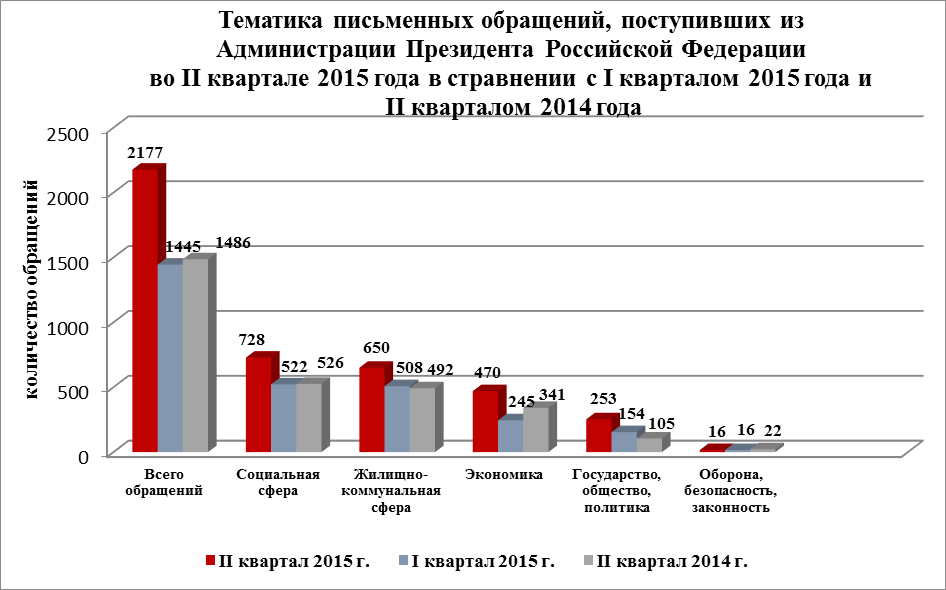 Тематика письменных обращений, поступивших из
Администрации Президента Российской Федерации
во II квартале 2015 года в стравнении с I кварталом 2015 года и
II кварталом 2014 года
количество обращений
2500
2000
1500
1000
500
0
2177
1445
1486
728
522
526
650
508
492
470
245
341
253
154
105
16
16
22
Всего
обращений
Социальная
сфера
Жилищно-
коммунальная
сфера
Экономика
Государство,
общество,
политика
Оборона,
безопасность,
законность
II квартал 2015 г.
I квартал 2015 г.
II квартал 2014 г.